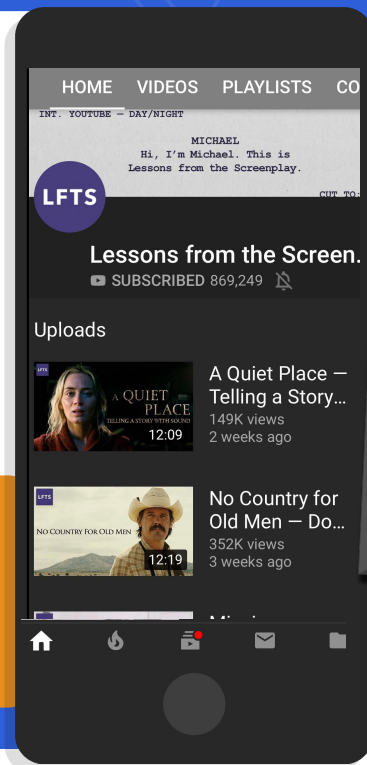 HOME VIDEOS PLAYLISTS CO
INT. YOUTUBE — DAY/NIGHT
MICHAEL
Hi, I'm Michael. This is
Lessons from the Screenplay.
CUT TO:
LFTS
Lessons from the Screen.
SUBSCRIBED 869,249
Uploads
LFTS
A QUIET
PLACE
TELLING A STORY WITH SOUND
12:09
A Quiet Place —
Telling a Story...
149K views
2 weeks ago
LFTS
NO COUNTRY FOR OLD MEN
12:19
No Country for
Old Men — Do...
352K views
3 weeks ago